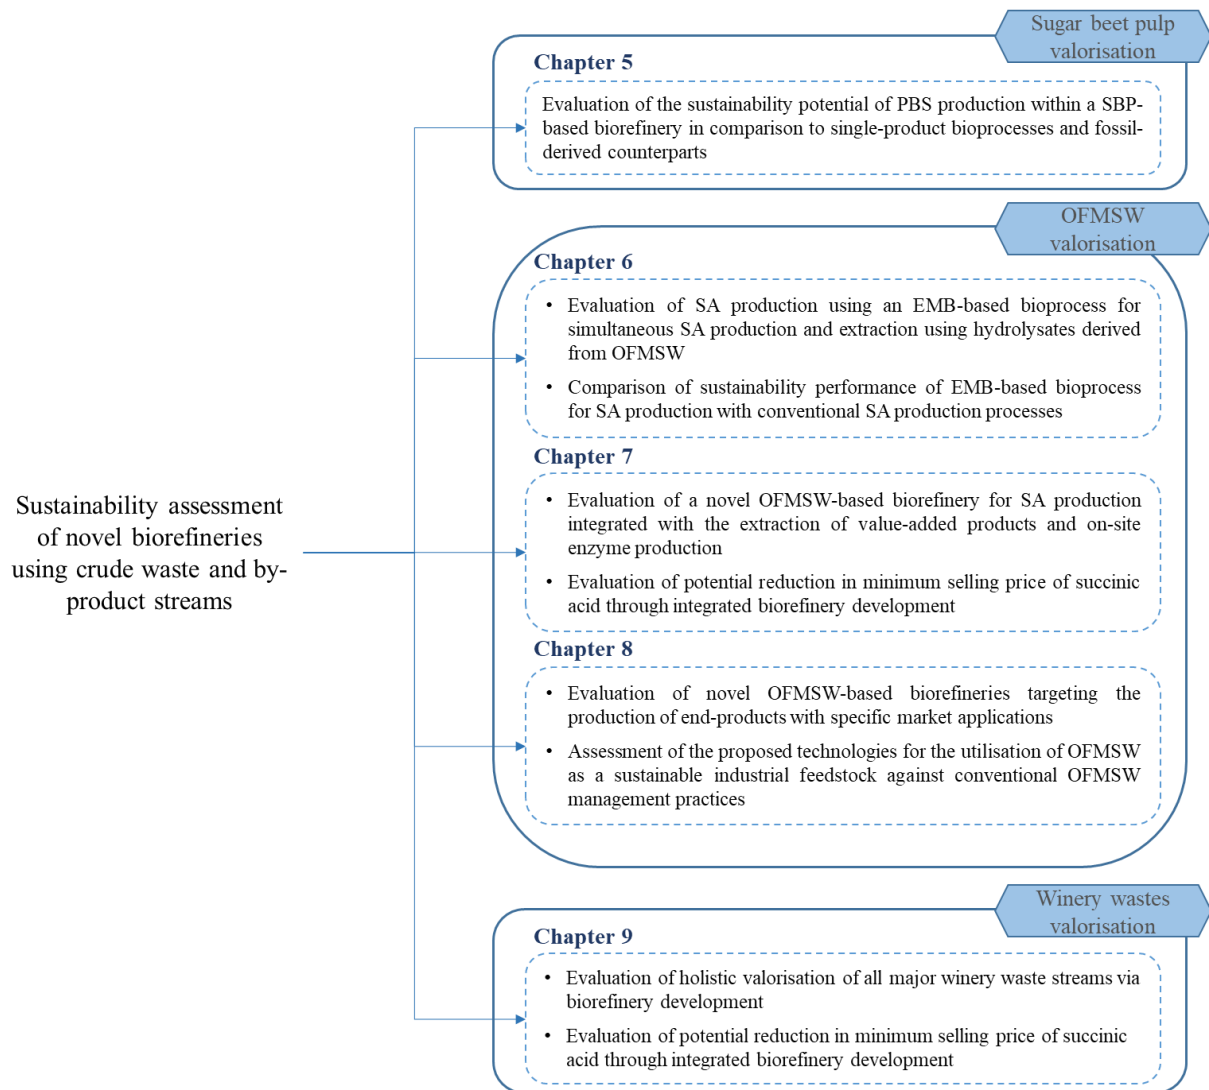 Sugar beet pulp
valorisation
Chapter 5
Evaluation of the sustainability potential of PBS production within a SBP-
based biorefinery in comparison to single-product bioprocesses and fossil-
derived counterparts
OFMSW
valorisation
Chapter 6
• Evaluation of SA production using an EMB-based bioprocess for
simultaneous SA production and extraction using hydrolysates derived
from OFMSW
• Comparison of sustainability performance of EMB-based bioprocess
for SA production with conventional SA production processes
Chapter 7
• Evaluation of a novel OFMSW-based biorefinery for SA production
integrated with the extraction of value-added products and on-site
enzyme production
• Evaluation of potential reduction in minimum selling price of succinic
acid through integrated biorefinery development
Sustainability assessment
of novel biorefineries
using crude waste and by-
product streams
Chapter 8
• Evaluation of novel OFMSW-based biorefineries targeting the
production of end-products with specific market applications
• Assessment of the proposed technologies for the utilisation of OFMSW
as a sustainable industrial feedstock against conventional OFMSW
management practices
Winery wastes
valorisation
Chapter 9
• Evaluation of holistic valorisation of all major winery waste streams via
biorefinery development
• Evaluation of potential reduction in minimum selling price of succinic
acid through integrated biorefinery development